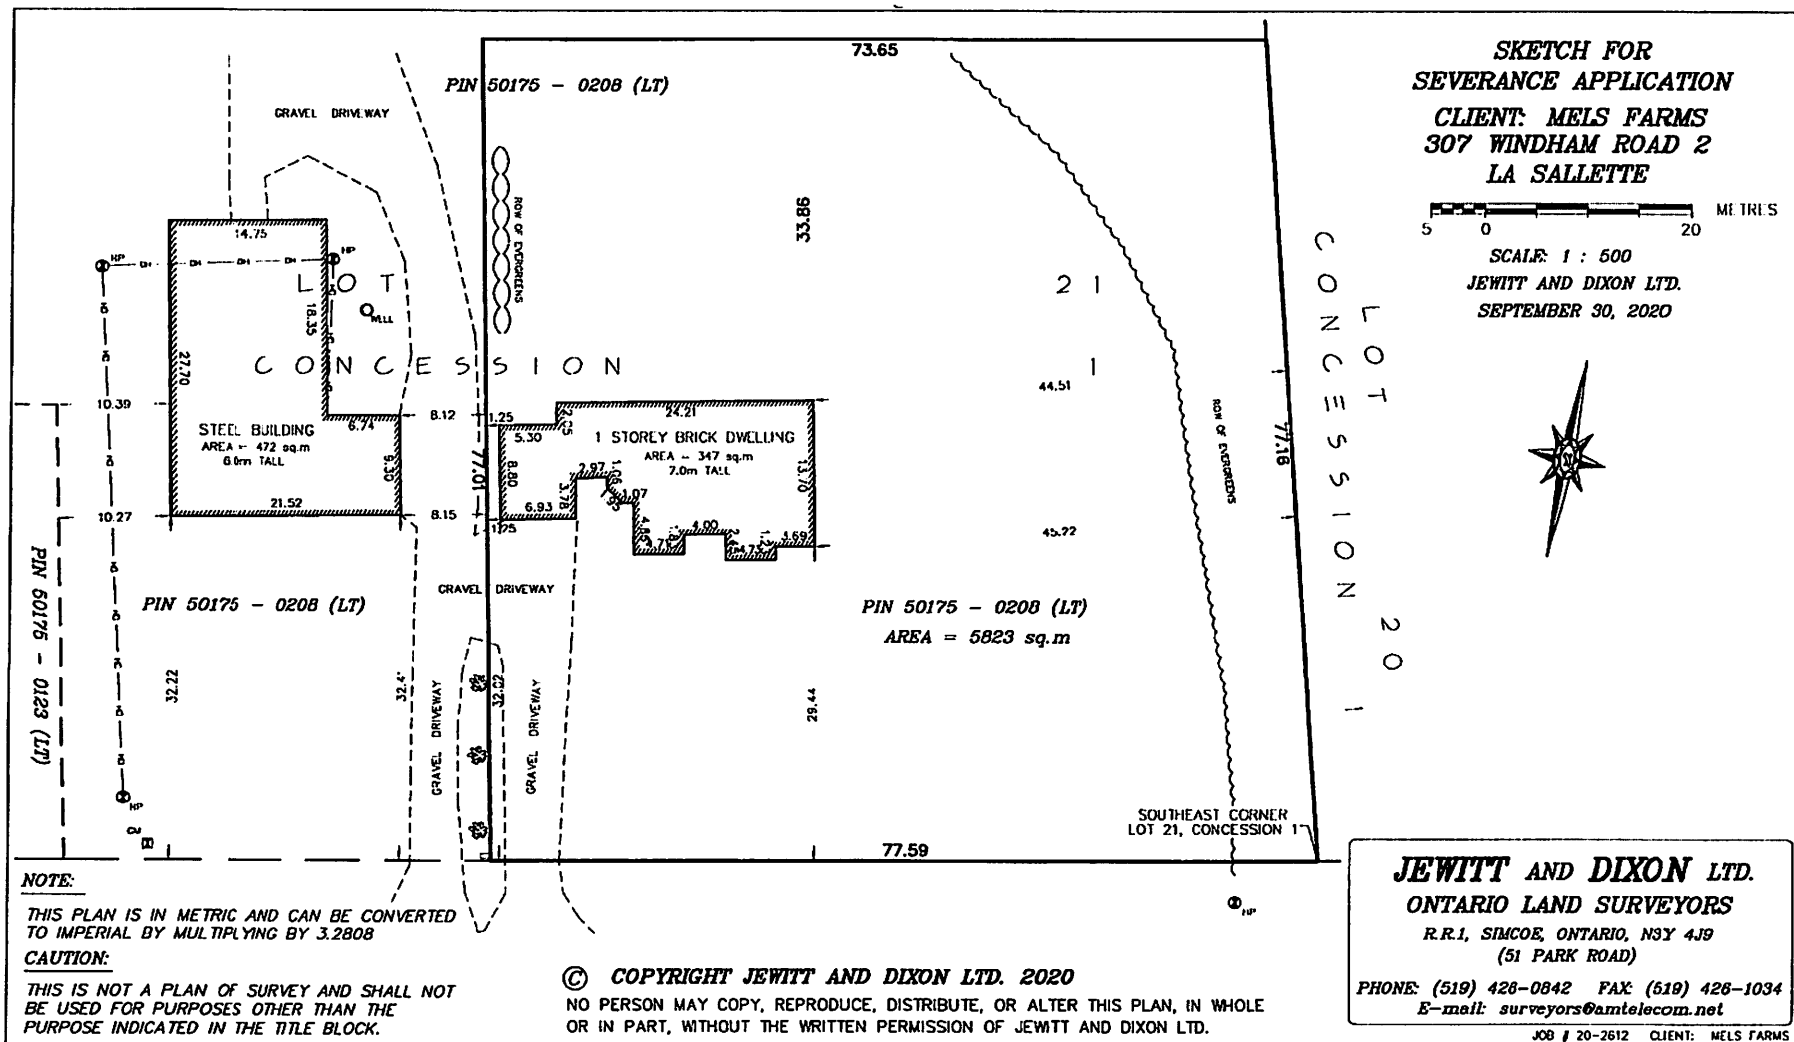 SKETCH FOR
SEVERANCE APPLICATION
CLIENT: MELS FARMS
307 WINDHAM ROAD 2
LA SALLETTE
METRES
5 0 20
SCALE: 1 : 500
JEWITT AND DIXON LTD.
SEPTEMBER 30, 2020
73.65
PIN 50175 - 0208 (LT)
GRAVEL DRIVEWAY
ROW OF EVERGREENS
33.86
14.75
HP
HP
OH OH OH OH
LOT
21
WELL
18.35
27.70
CONCESSION
1
44.51
10.39
8.12
1.25
24.21
6.74
5.30
STEEL BUILDING
AREA = 472 sq.m
6.0m TALL
1 STOREY BRICK DWELLING
AREA = 347 sq.m
7.0m TALL
9.30
77.01
8.80
13.70
2.97
3.78
1.07
6.93
4.00
3.69
21.52
10.27
8.15
1.75
45.22
ROW OF EVERGREENS
77.16
LOT 20
CONCESSION 1
GRAVEL DRIVEWAY
PIN 50175 - 0208 (LT)
PIN 50175 - 0208 (LT)
AREA = 5823 sq.m
PIN 50175 - 0123 (LT)
32.22
32.4
GRAVEL DRIVEWAY
32.02
GRAVEL DRIVEWAY
29.44
HP
SOUTHEAST CORNER
LOT 21, CONCESSION 1
77.59
HP
NOTE:
THIS PLAN IS IN METRIC AND CAN BE CONVERTED
TO IMPERIAL BY MULTIPLYING BY 3.2808
CAUTION:
THIS IS NOT A PLAN OF SURVEY AND SHALL NOT
BE USED FOR PURPOSES OTHER THAN THE
PURPOSE INDICATED IN THE TITLE BLOCK.
© COPYRIGHT JEWITT AND DIXON LTD. 2020
NO PERSON MAY COPY, REPRODUCE, DISTRIBUTE, OR ALTER THIS PLAN, IN WHOLE
OR IN PART, WITHOUT THE WRITTEN PERMISSION OF JEWITT AND DIXON LTD.
JEWITT AND DIXON LTD.
ONTARIO LAND SURVEYORS
R.R.1, SIMCOE, ONTARIO, N3Y 4J9
(51 PARK ROAD)
PHONE: (519) 426-0842 FAX: (519) 426-1034
E-mail: surveyors@amtelecom.net
JOB # 20-2612 CLIENT: MELS FARMS